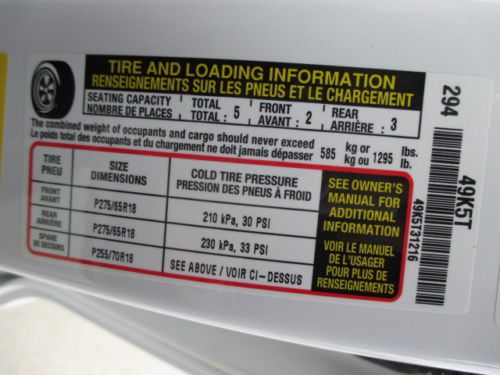 TIRE AND LOADING INFORMATION
RENSEIGNEMENTS SUR LES PNEUS ET LE CHARGEMENT
SEATING CAPACITY TOTAL 5 FRONT 2 REAR 3
NOMBRE DE PLACES TOTAL : AVANT : ARRIÈRE :
The combined weight of occupants and cargo should never exceed 585 kg or 1295 lbs.
Le poids total des occupants et du chargement ne doit jamais dépasser kg ou lb.
TIRE SIZE COLD TIRE PRESSURE
PNEU DIMENSIONS PRESSION DES PNEUS À FROID
FRONT
AVANT P275/65R18 210 kPa, 30 PSI
REAR
ARRIÈRE P275/65R18 230 kPa, 33 PSI
SPARE
DE SECOURS P255/70R18 SEE ABOVE / VOIR CI-DESSUS
SEE OWNER'S
MANUAL FOR
ADDITIONAL
INFORMATION
VOIR LE MANUEL
DE L'USAGER
POUR PLUS DE
RENSEIGNEMENTS
294
49K5T
49K5T31216